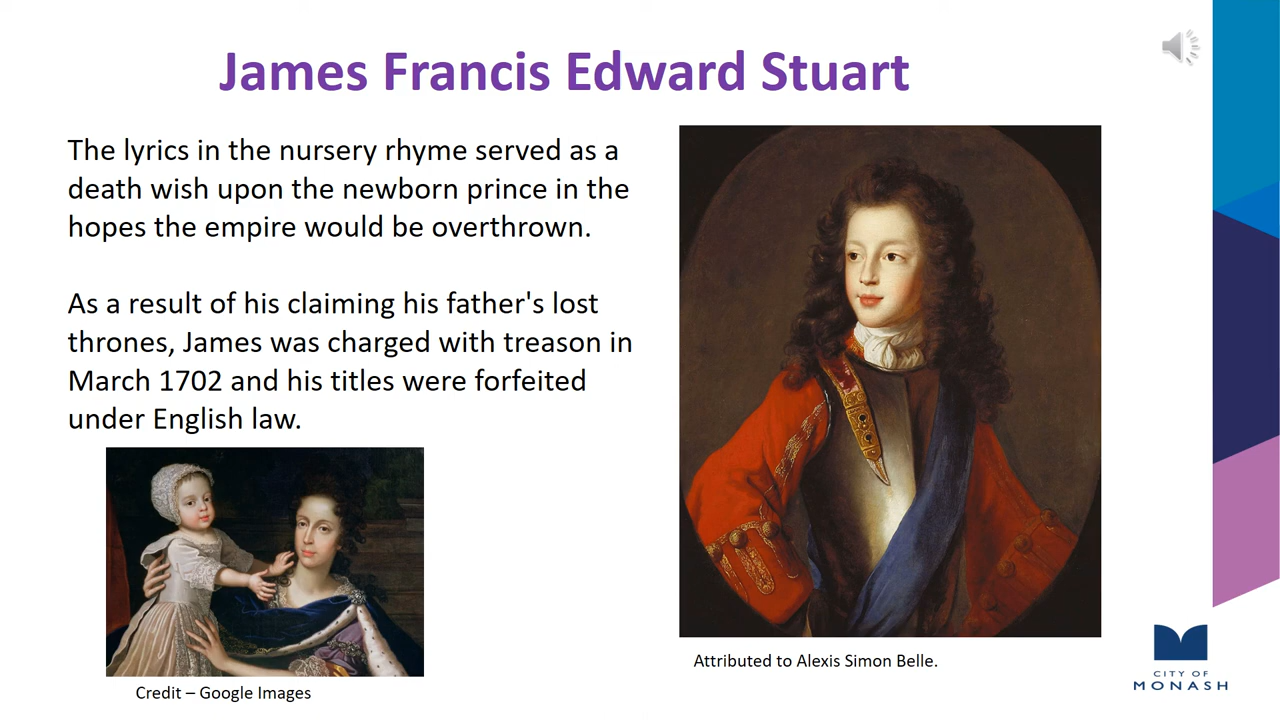 James Francis Edward Stuart
The lyrics in the nursery rhyme served as a
death wish upon the newborn prince in the
hopes the empire would be overthrown.
As a result of his claiming his father's lost
thrones, James was charged with treason in
March 1702 and his titles were forfeited
under English law.
Attributed to Alexis Simon Belle.
Credit – Google Images
CITY OF
MONASH